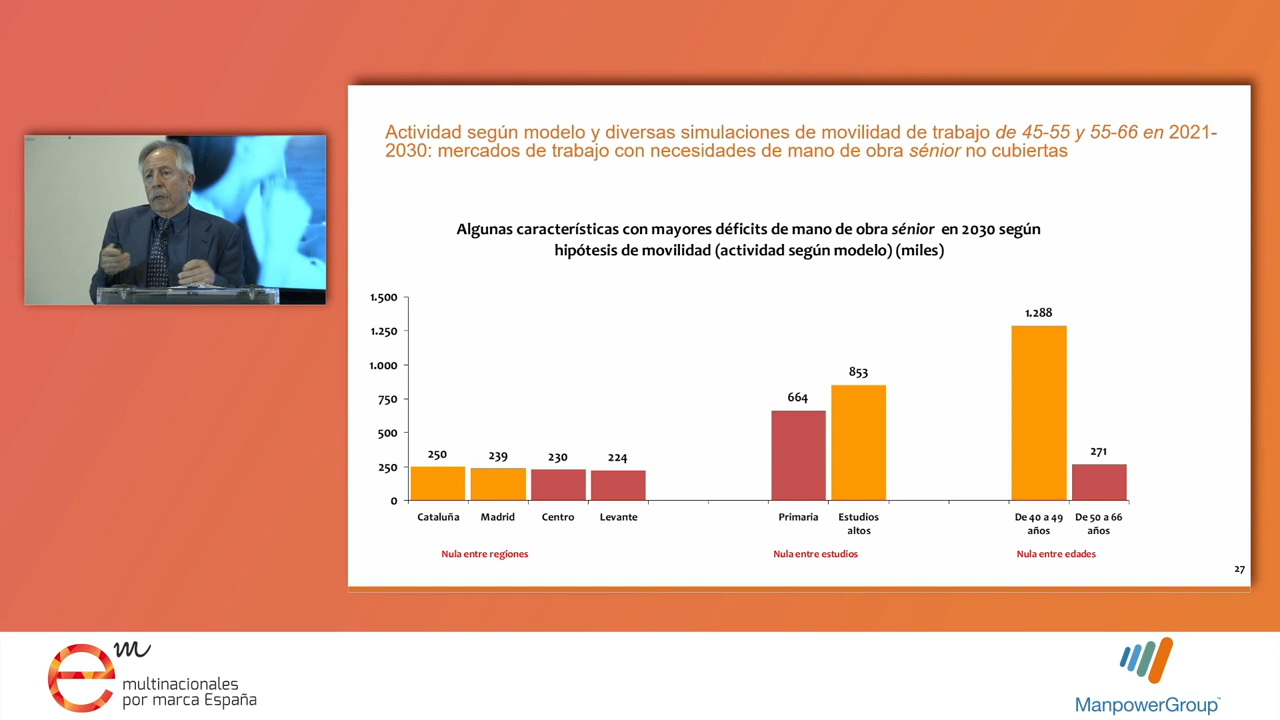 Actividad según modelo y diversas simulaciones de movilidad de trabajo de 45-55 y 55-66 en 2021-
2030: mercados de trabajo con necesidades de mano de obra sénior no cubiertas
Algunas características con mayores déficits de mano de obra sénior en 2030 según
hipótesis de movilidad (actividad según modelo) (miles)
1.500
1.250
1.000
750
500
250
0
250
239
230
224
664
853
1.288
271
Cataluña
Madrid
Centro
Levante
Primaria
Estudios
altos
De 40 a 49
años
De 50 a 66
años
Nula entre regiones
Nula entre estudios
Nula entre edades
27
em
multinacionales
por marca España
ManpowerGroup™